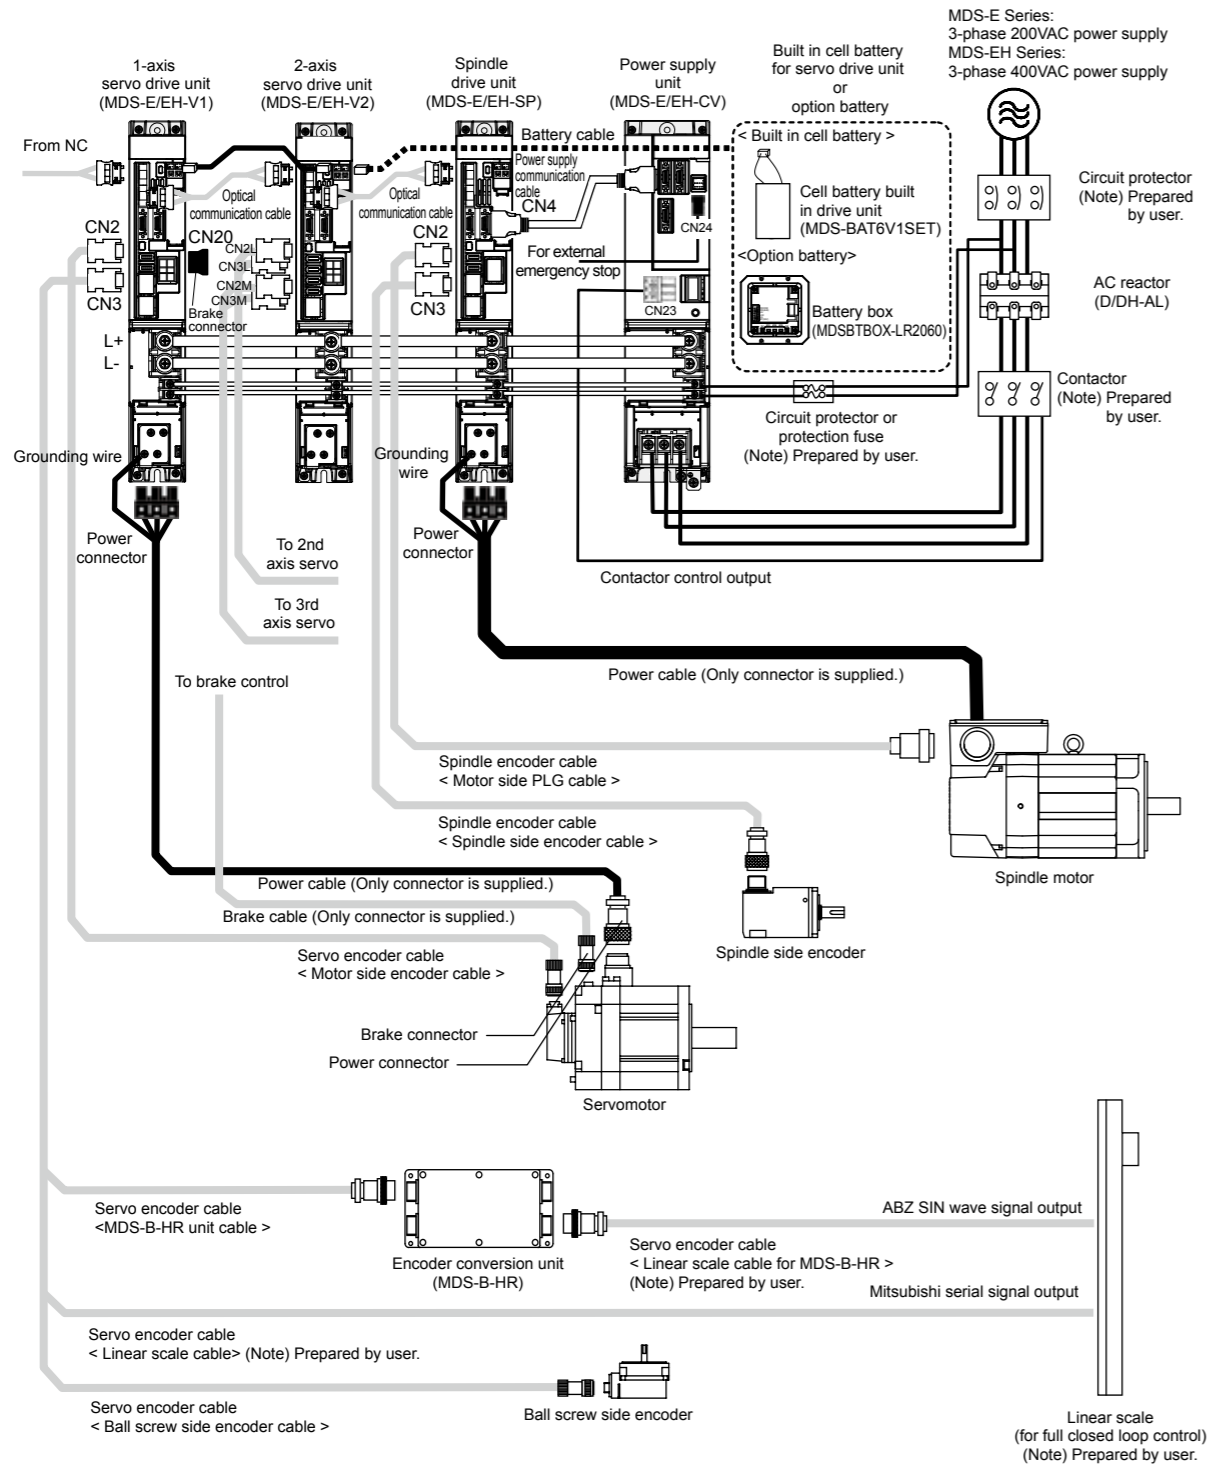 MDS-E Series:
3-phase 200VAC power supply
MDS-EH Series:
3-phase 400VAC power supply
1-axis
servo drive unit
(MDS-E/EH-V1)
2-axis
servo drive unit
(MDS-E/EH-V2)
Spindle
drive unit
(MDS-E/EH-SP)
Power supply
unit
(MDS-E/EH-CV)
Built in cell battery
for servo drive unit
or
option battery
From NC
Battery cable
< Built in cell battery >
Power supply
communication
cable
CN4
Optical
communication cable
Optical
communication cable
Cell battery built
in drive unit
(MDS-BAT6V1SET)
Circuit protector
(Note) Prepared
by user.
CN2
CN20
CN2L
CN3L
CN2M
CN3M
CN3
Brake
connector
CN2
CN3
CN24
For external
emergency stop
CN23
<Option battery>
Battery box
(MDSBTBOX-LR2060)
AC reactor
(D/DH-AL)
L+
L-
Contactor
(Note) Prepared
by user.
Circuit protector or
protection fuse
(Note) Prepared by user.
Grounding wire
Grounding
wire
Power
connector
Power
connector
To 2nd
axis servo
To 3rd
axis servo
Contactor control output
To brake control
Power cable (Only connector is supplied.)
Spindle encoder cable
< Motor side PLG cable >
Spindle encoder cable
< Spindle side encoder cable >
Spindle motor
Power cable (Only connector is supplied.)
Brake cable (Only connector is supplied.)
Servo encoder cable
< Motor side encoder cable >
Spindle side encoder
Brake connector
Power connector
Servomotor
Servo encoder cable
<MDS-B-HR unit cable >
Encoder conversion unit
(MDS-B-HR)
ABZ SIN wave signal output
Servo encoder cable
< Linear scale cable for MDS-B-HR >
(Note) Prepared by user.
Mitsubishi serial signal output
Servo encoder cable
< Linear scale cable> (Note) Prepared by user.
Servo encoder cable
< Ball screw side encoder cable >
Ball screw side encoder
Linear scale
(for full closed loop control)
(Note) Prepared by user.